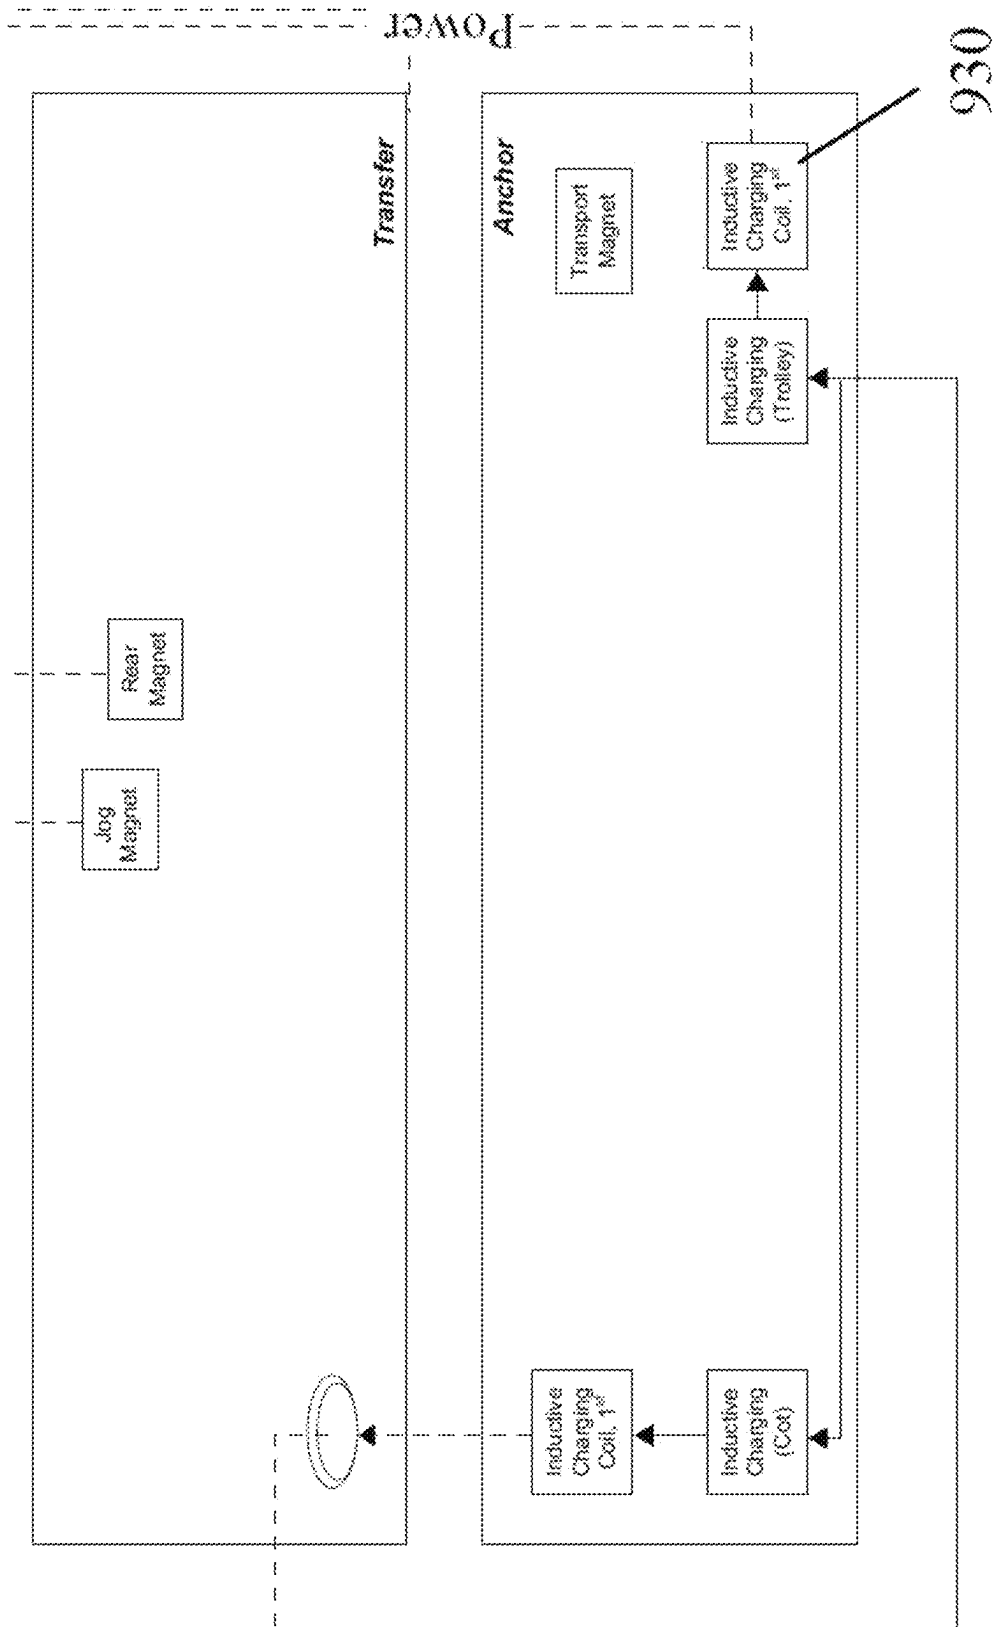 Power
930
Transfer
Rear
Magnet
Jog
Magnet
Anchor
Transport
Magnet
Inductive
Charging
Coil, 1st
Inductive
Charging
(Trolley)
Inductive
Charging
Coil, 1st
Inductive
Charging
(Cot)